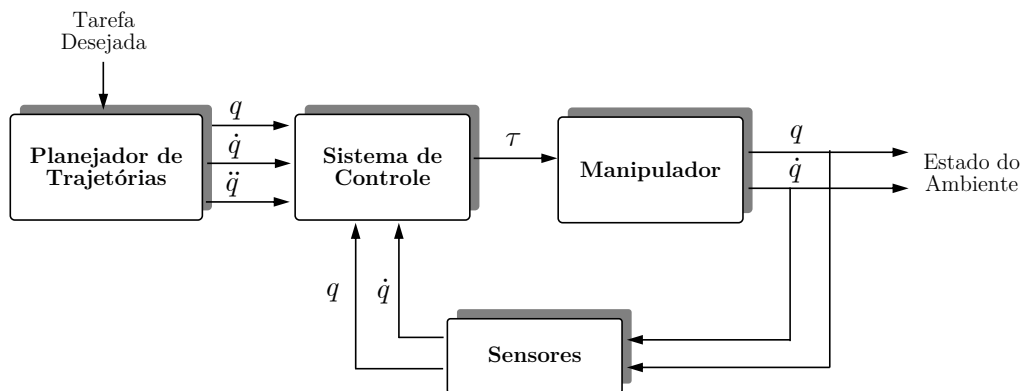 Tarefa
Desejada
q
q̇
q̈
Planejador de
Trajetórias
Sistema de
Controle
τ
Manipulador
q
q̇
Estado do
Ambiente
q
q̇
Sensores